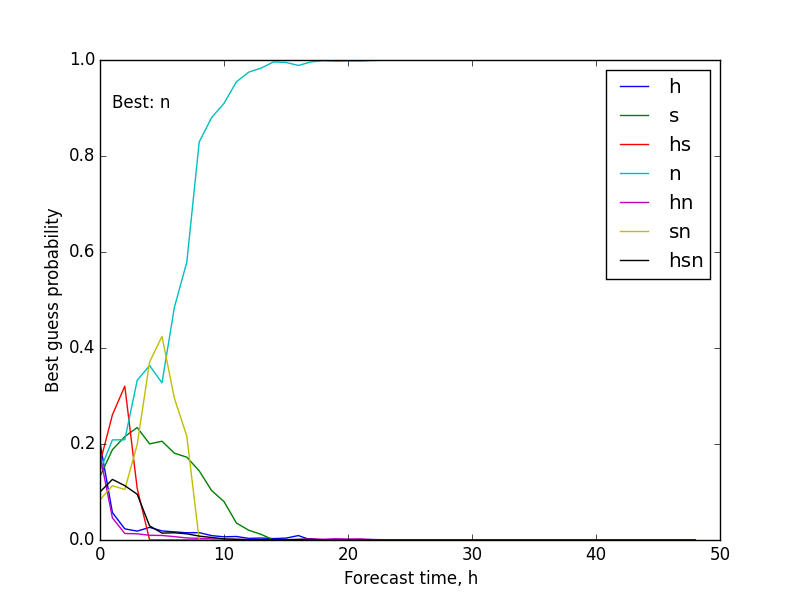 1.0
0.8
0.6
0.4
0.2
0.0
Best guess probability
Best: n
h
s
hs
n
hn
sn
hsn
0 10 20 30 40 50
Forecast time, h